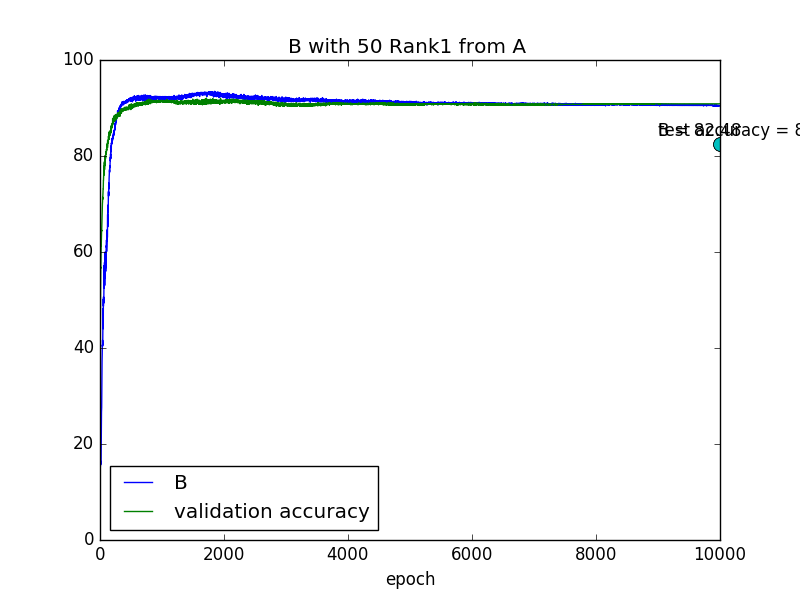 B with 50 Rank1 from A
100
80
60
40
20
0
B = 82.48
test accuracy = 8
B
validation accuracy
0 2000 4000 6000 8000 10000
epoch